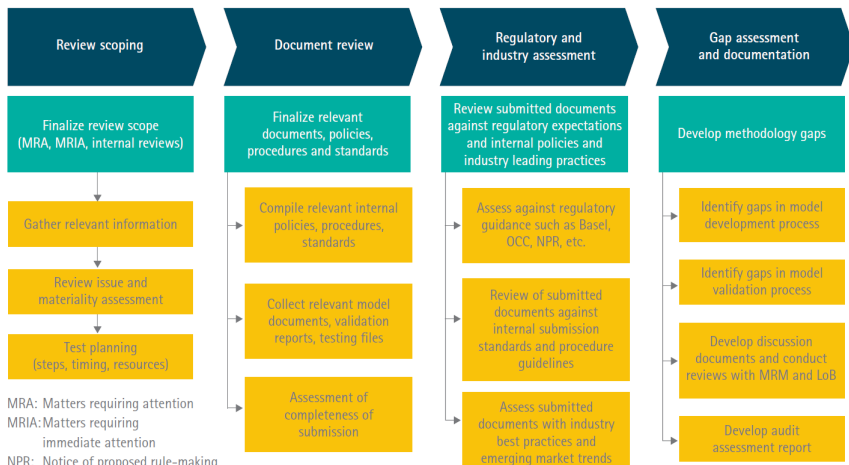 Review scoping
Document review
Regulatory and
industry assessment
Gap assessment
and documentation
Finalize review scope
(MRA, MRIA, internal reviews)
Finalize relevant
documents, policies,
procedures and standards
Review submitted documents
against regulatory expectations
and internal policies and
industry leading practices
Develop methodology gaps
Gather relevant information
Review issue and
materiality assessment
Test planning
(steps, timing, resources)
Compile relevant internal
policies, procedures,
standards
Collect relevant model
documents, validation
reports, testing files
Assessment of
completeness of
submission
Assess against regulatory
guidance such as Basel,
OCC, NPR, etc.
Review of submitted
documents against
internal submission
standards and procedure
guidelines
Assess submitted
documents with industry
best practices and
emerging market trends
Identify gaps in model
development process
Identify gaps in model
validation process
Develop discussion
documents and conduct
reviews with MRM and LoB
Develop audit
assessment report
MRA: Matters requiring attention
MRIA: Matters requiring
immediate attention
NPR: Notice of proposed rule-making